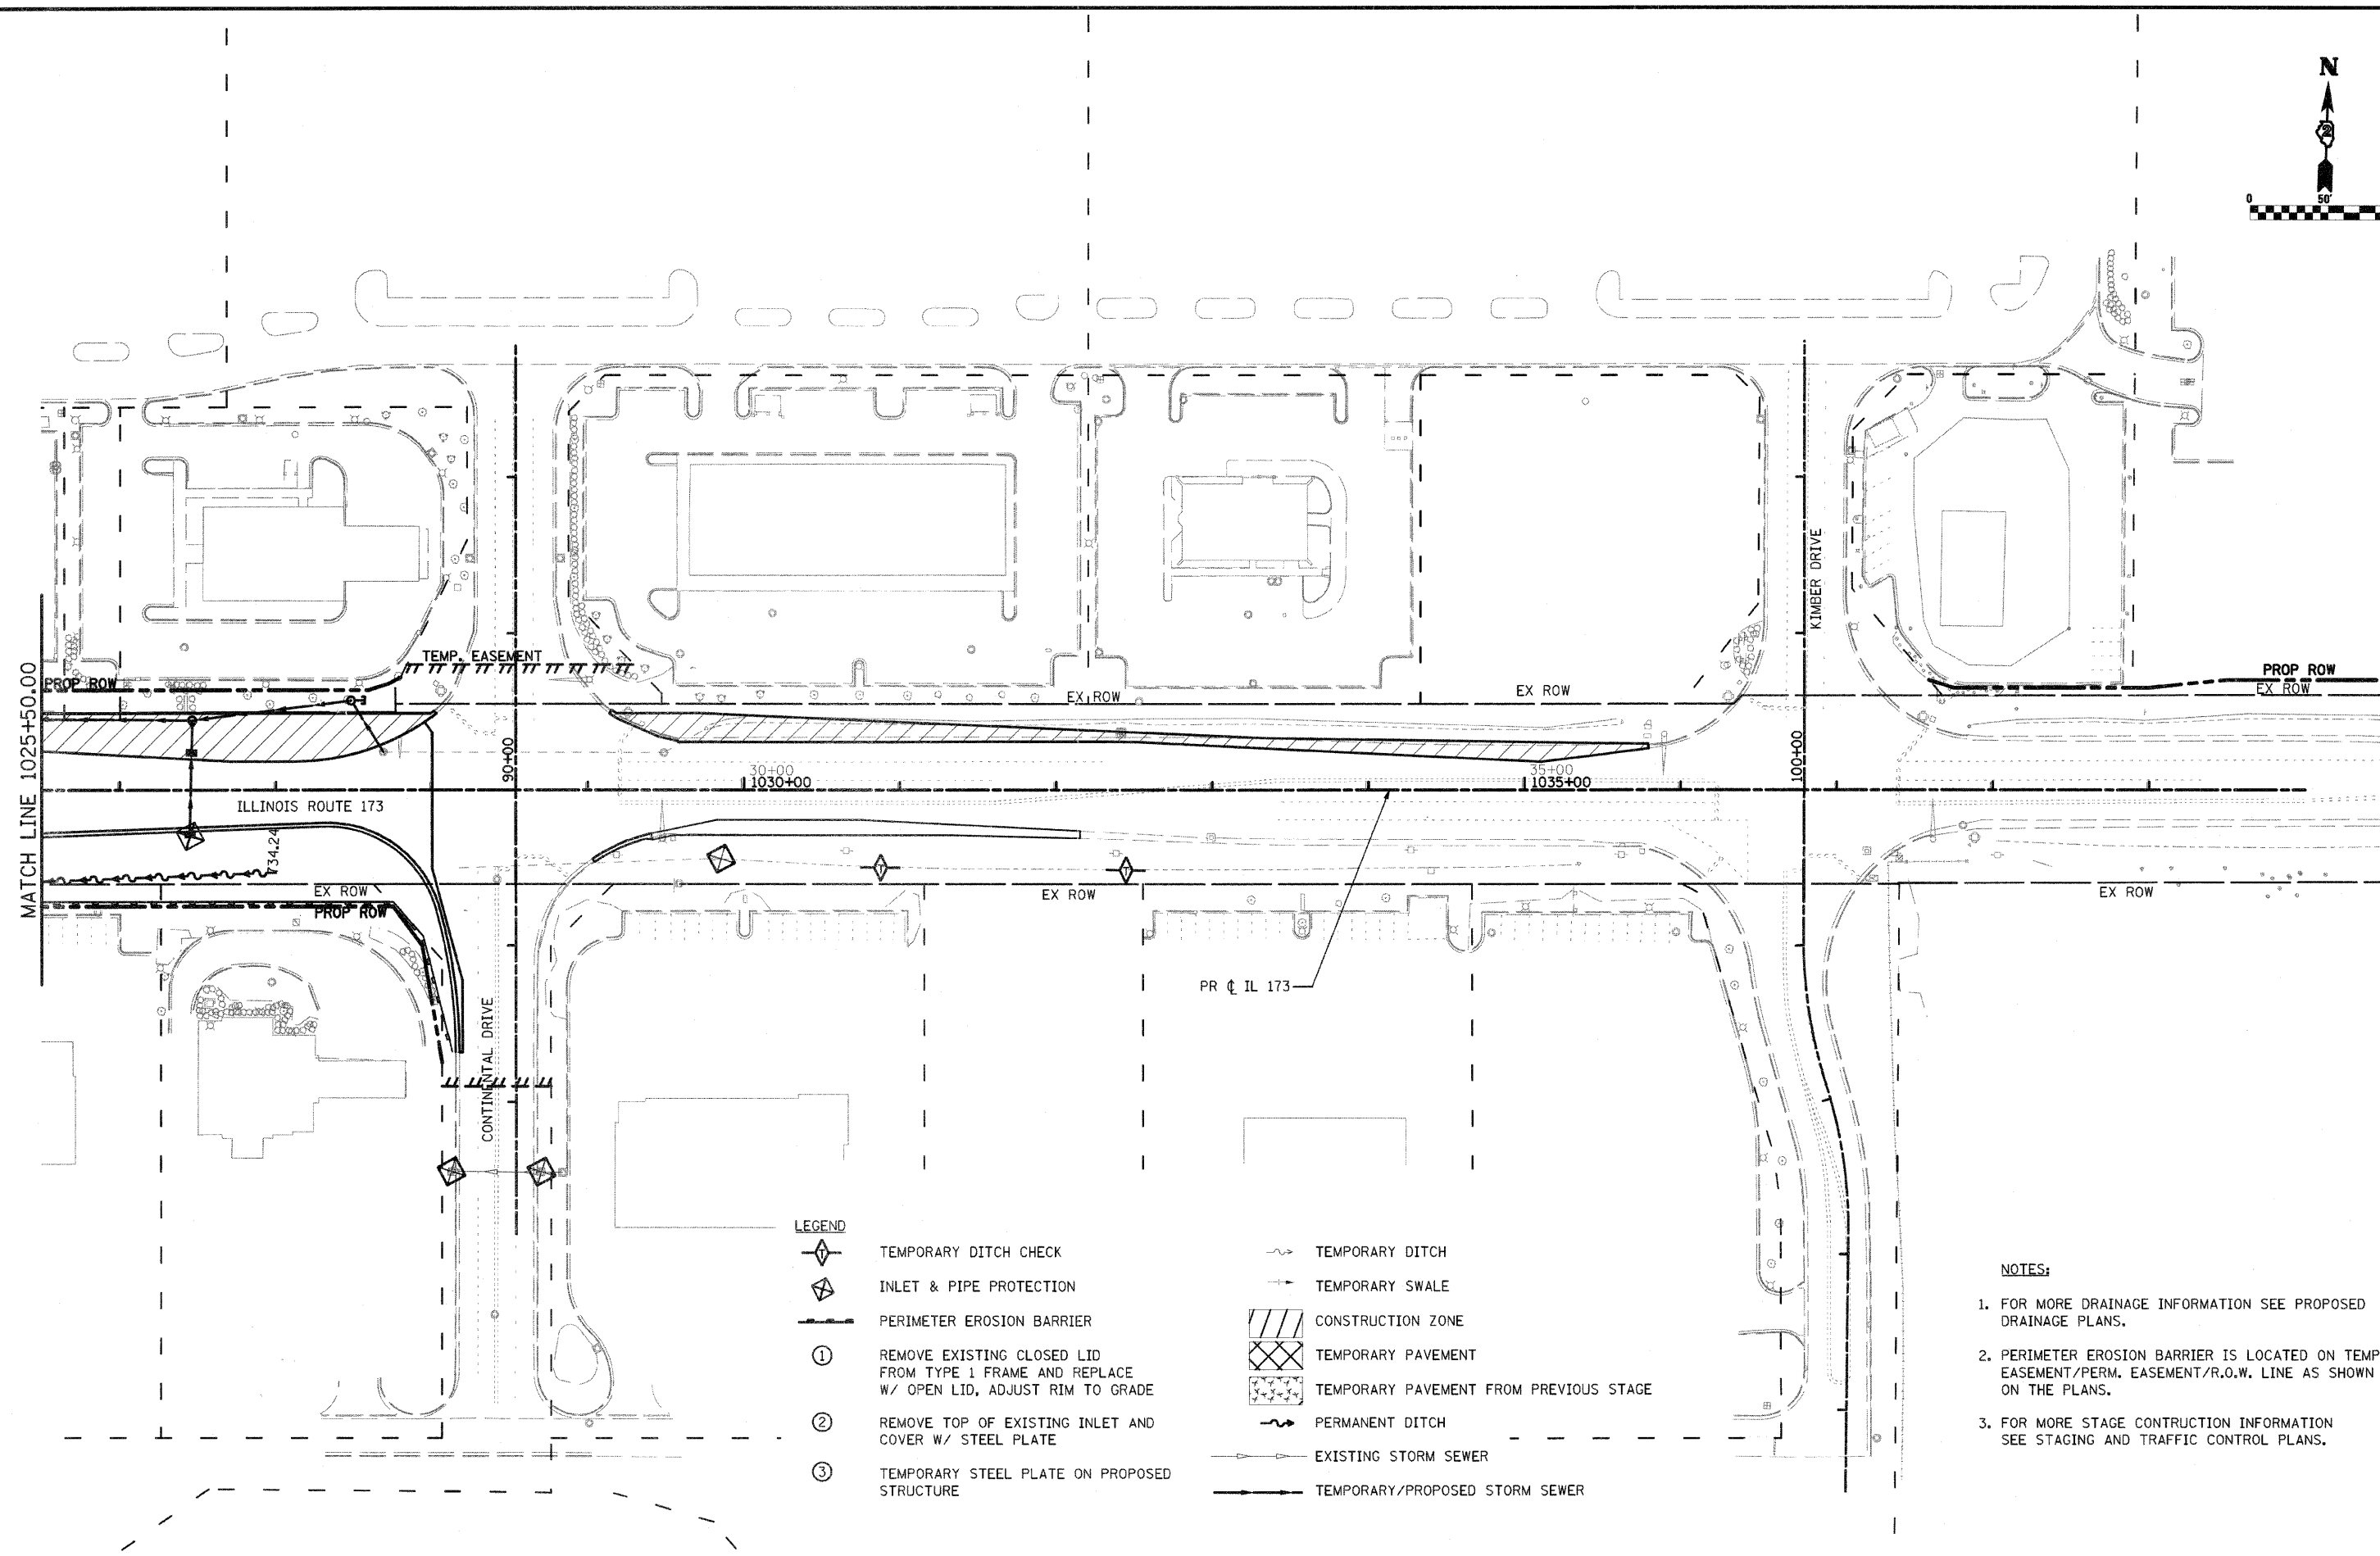 N
2
0
50'
KIMBER DRIVE
TEMP. EASEMENT
PROP ROW
PROP ROW
EX ROW
EX ROW
EX ROW
MATCH LINE 1025+50.00
90+00
100+00
30+00
1030+00
35+00
1035+00
ILLINOIS ROUTE 173
734.24
EX ROW
PROP ROW
EX ROW
EX ROW
PR ℄ IL 173
CONTINENTAL DRIVE
LEGEND
T TEMPORARY DITCH CHECK
INLET & PIPE PROTECTION
PERIMETER EROSION BARRIER
1 REMOVE EXISTING CLOSED LID
FROM TYPE 1 FRAME AND REPLACE
W/ OPEN LID, ADJUST RIM TO GRADE
2 REMOVE TOP OF EXISTING INLET AND
COVER W/ STEEL PLATE
3 TEMPORARY STEEL PLATE ON PROPOSED
STRUCTURE
TEMPORARY DITCH
TEMPORARY SWALE
CONSTRUCTION ZONE
TEMPORARY PAVEMENT
TEMPORARY PAVEMENT FROM PREVIOUS STAGE
PERMANENT DITCH
EXISTING STORM SEWER
TEMPORARY/PROPOSED STORM SEWER
NOTES:
1. FOR MORE DRAINAGE INFORMATION SEE PROPOSED
DRAINAGE PLANS.
2. PERIMETER EROSION BARRIER IS LOCATED ON TEMP
EASEMENT/PERM. EASEMENT/R.O.W. LINE AS SHOWN
ON THE PLANS.
3. FOR MORE STAGE CONTRUCTION INFORMATION
SEE STAGING AND TRAFFIC CONTROL PLANS.